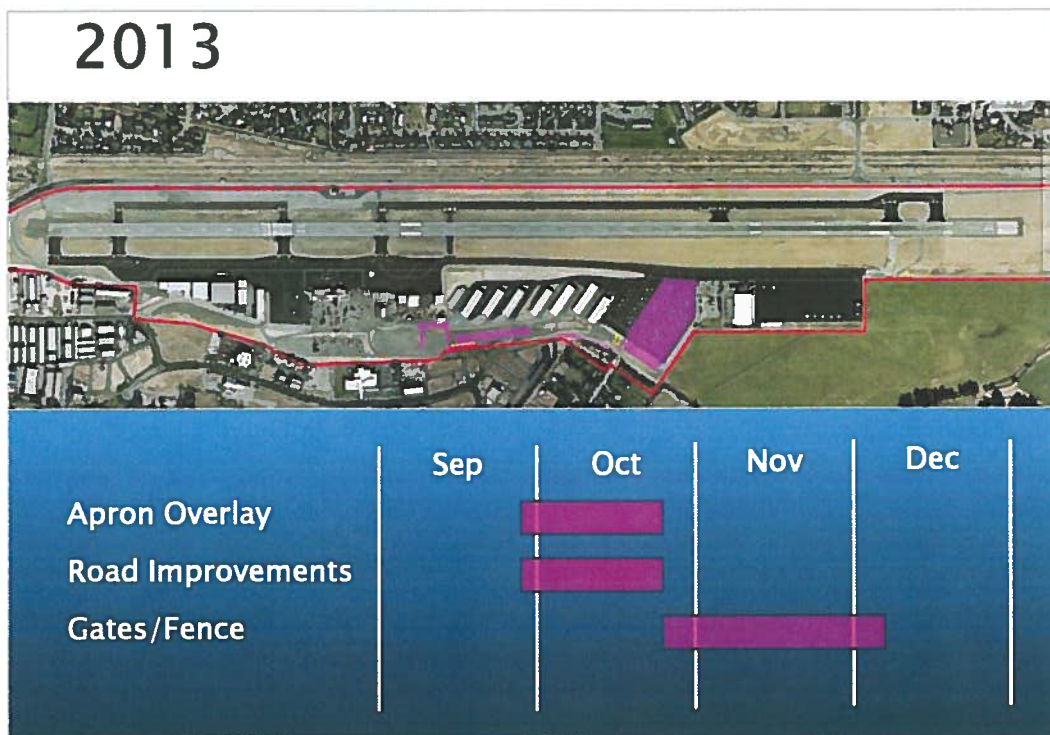 2013
Sep Oct Nov Dec
Apron Overlay
Road Improvements
Gates/Fence